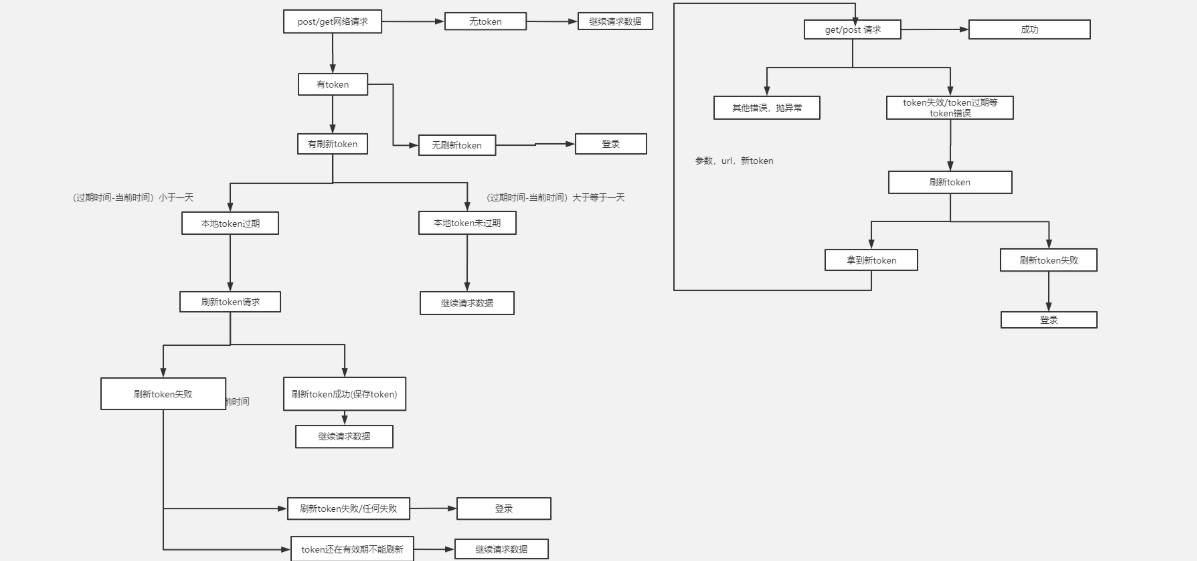 post/get网络请求
无token
继续请求数据
有token
有刷新token
无刷新token
登录
（过期时间-当前时间）小于一天
（过期时间-当前时间）大于等于一天
本地token过期
本地token未过期
刷新token请求
继续请求数据
刷新token失败
前时间
刷新token成功(保存token)
继续请求数据
刷新token失败/任何失败
登录
token还在有效期不能刷新
继续请求数据
get/post 请求
成功
其他错误，抛异常
token失效/token过期等
token错误
参数，url，新token
刷新token
拿到新token
刷新token失败
登录